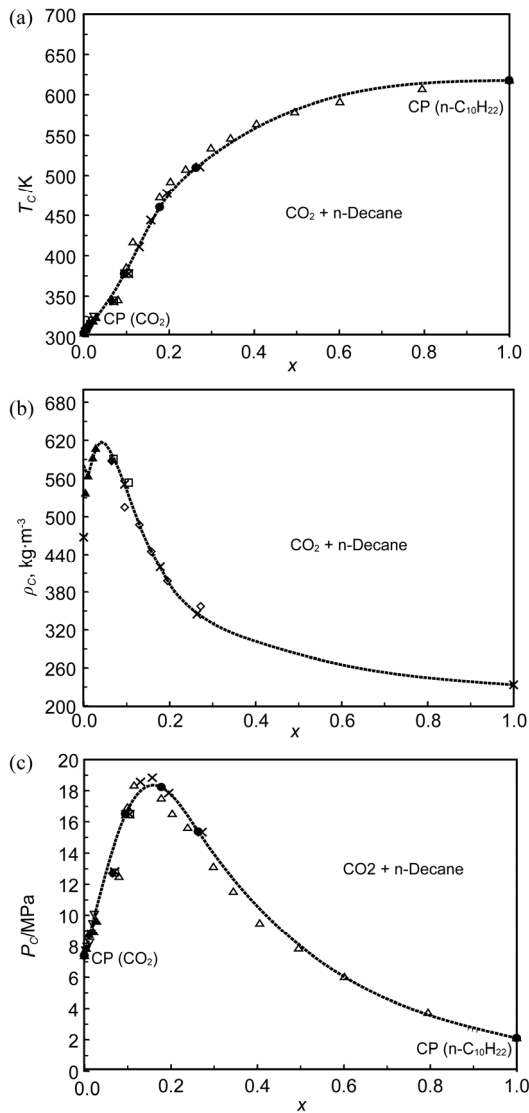 (a)
650
600
550
500
450
400
350
300
T_C/K
CP (n-C₁₀H₂₂)
CO₂ + n-Decane
CP (CO₂)
0.0 0.2 0.4 0.6 0.8 1.0
x
(b)
680
620
560
500
440
380
320
260
200
ρ_C, kg·m⁻³
CO₂ + n-Decane
0.0 0.2 0.4 0.6 0.8 1.0
x
(c)
20
18
16
14
12
10
8
6
4
2
0
P_C/MPa
CO2 + n-Decane
CP (CO₂)
CP (n-C₁₀H₂₂)
0.0 0.2 0.4 0.6 0.8 1.0
x